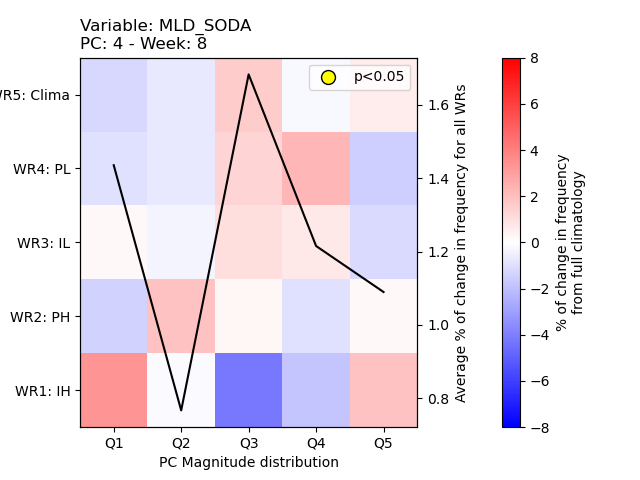 Variable: MLD_SODA
PC: 4 - Week: 8
p<0.05
WR5: Clima
WR4: PL
WR3: IL
WR2: PH
WR1: IH
Q1 Q2 Q3 Q4 Q5
PC Magnitude distribution
1.6
1.4
1.2
1.0
0.8
Average % of change in frequency for all WRs
8
6
4
2
0
−2
−4
−6
−8
% of change in frequency
from full climatology